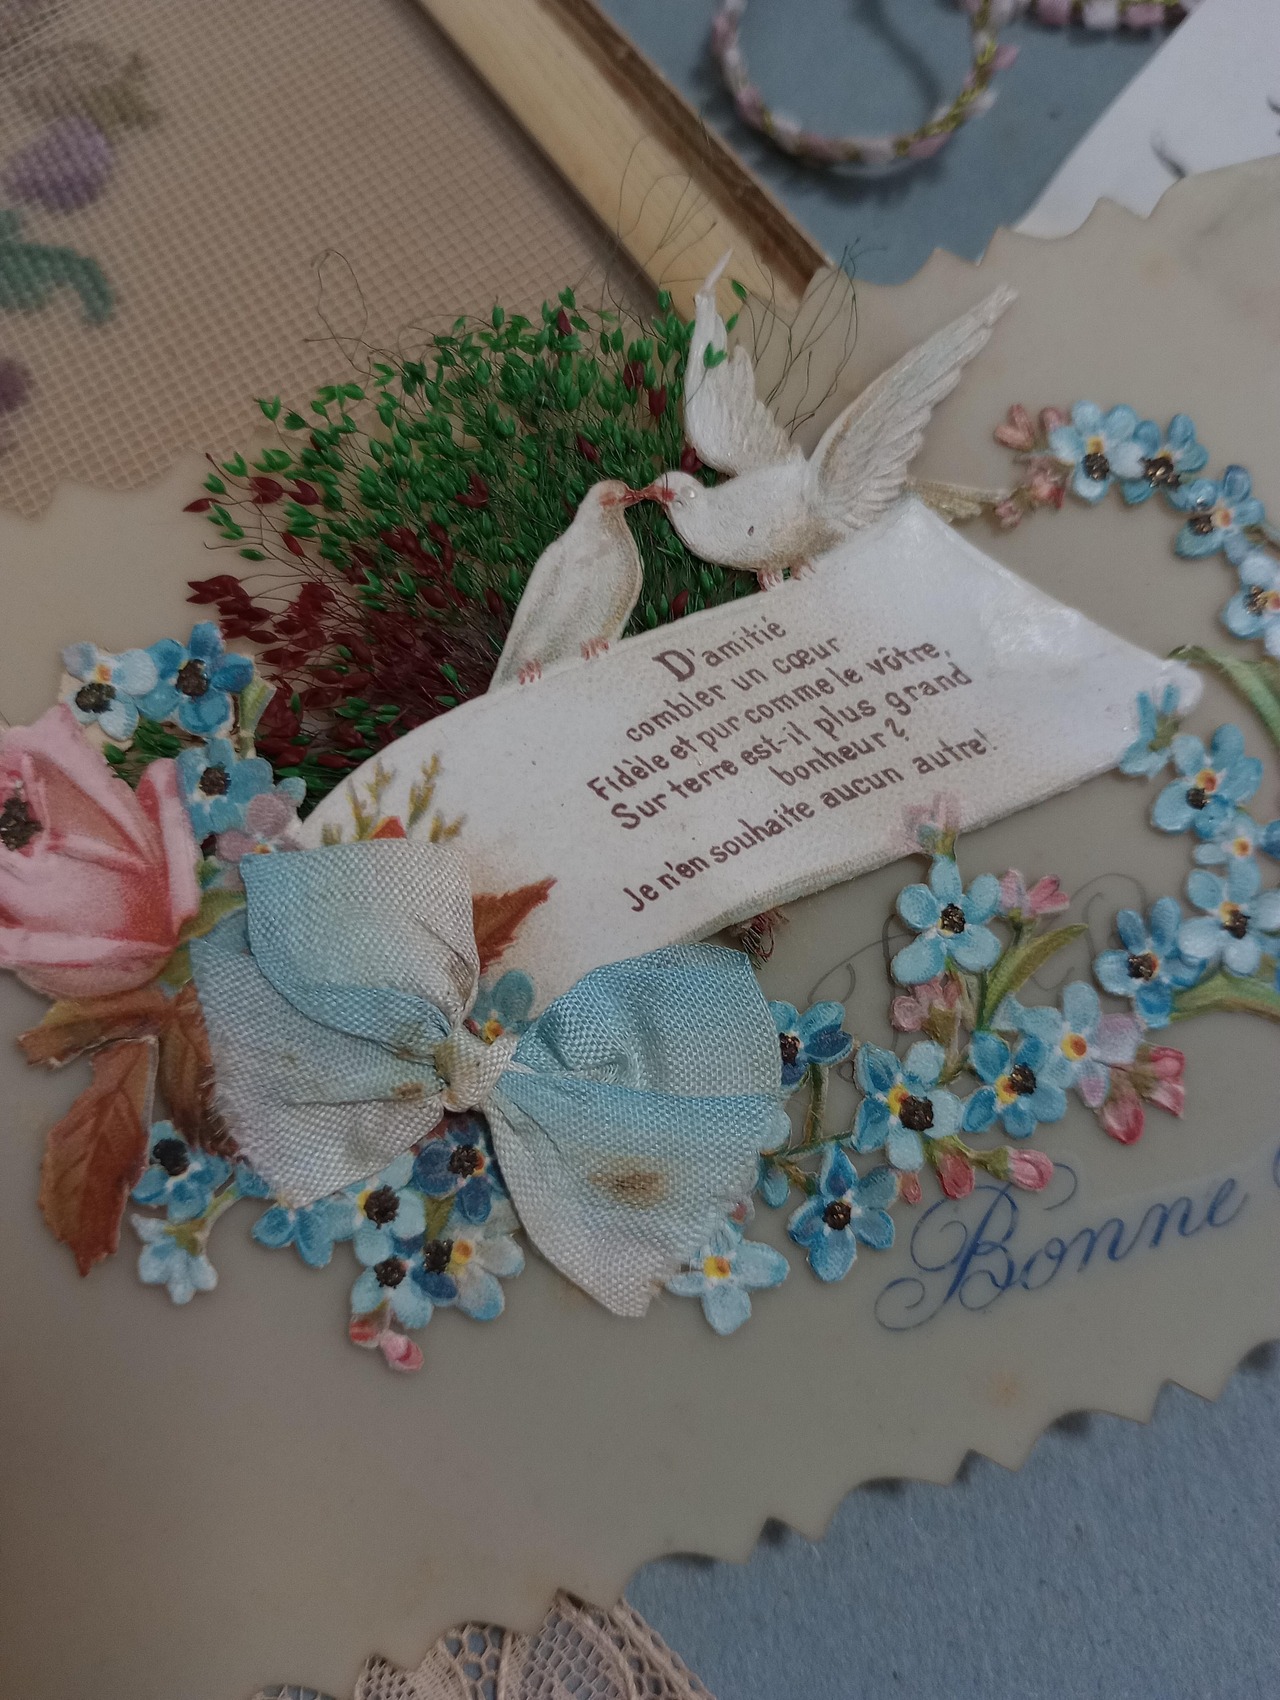 D'amitié
combler un cœur
Fidèle et pur comme le vôtre,
Sur terre est-il plus grand
bonheur?
Je n'en souhaite aucun autre!
Bonne